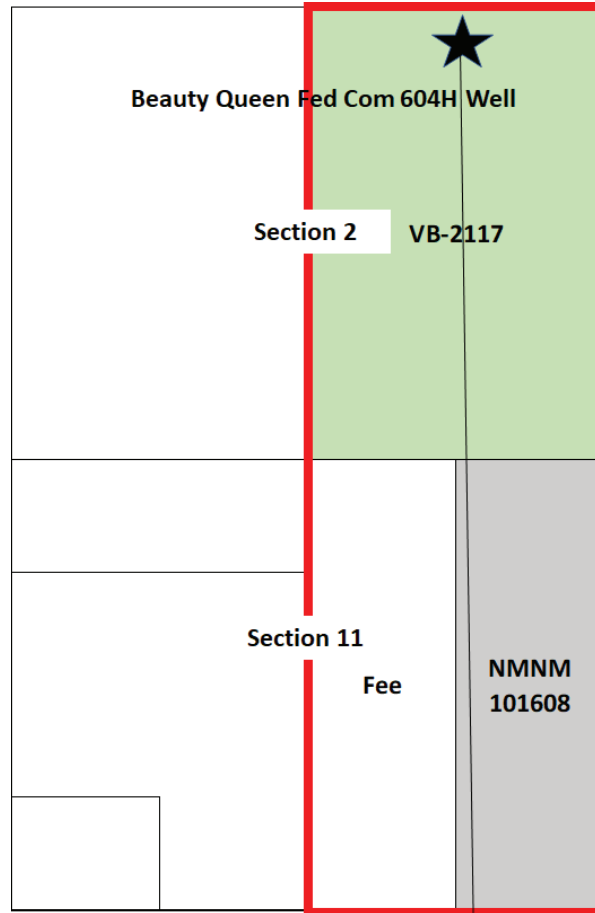 Beauty Queen Fed Com 604H Well
Section 2
VB-2117
Section 11
Fee
NMNM
101608